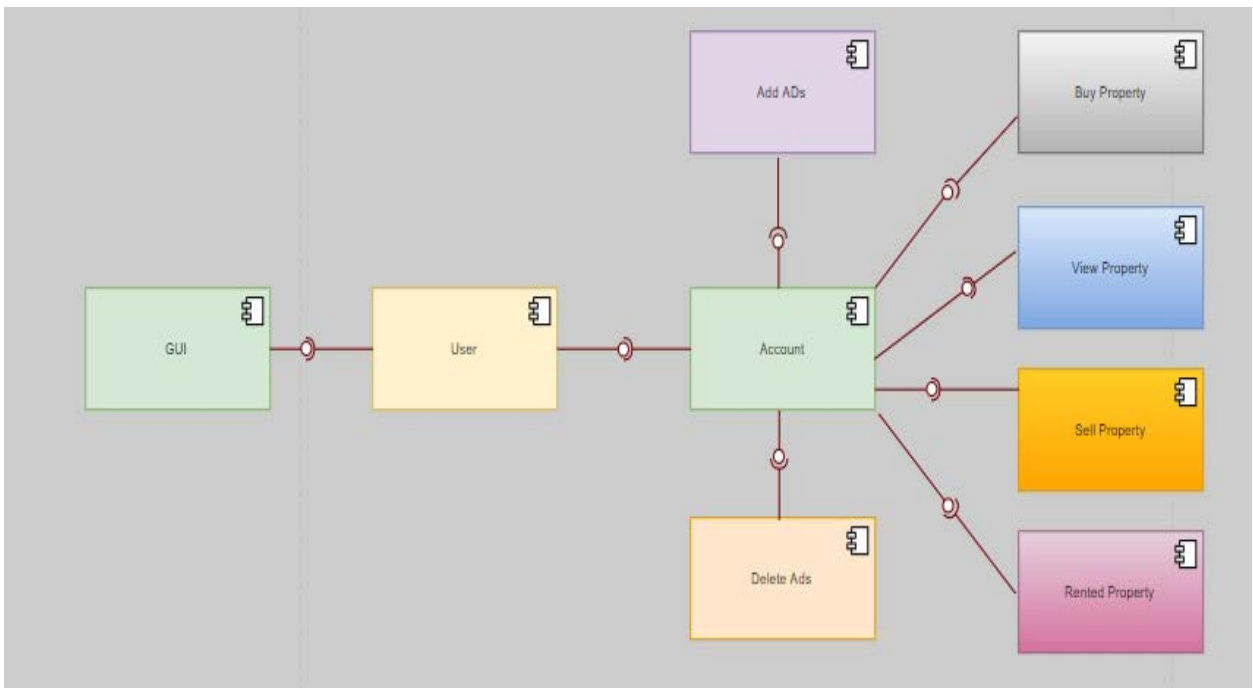 Add ADs
Buy Property
View Property
GUI
User
Account
Sell Property
Delete Ads
Rented Property